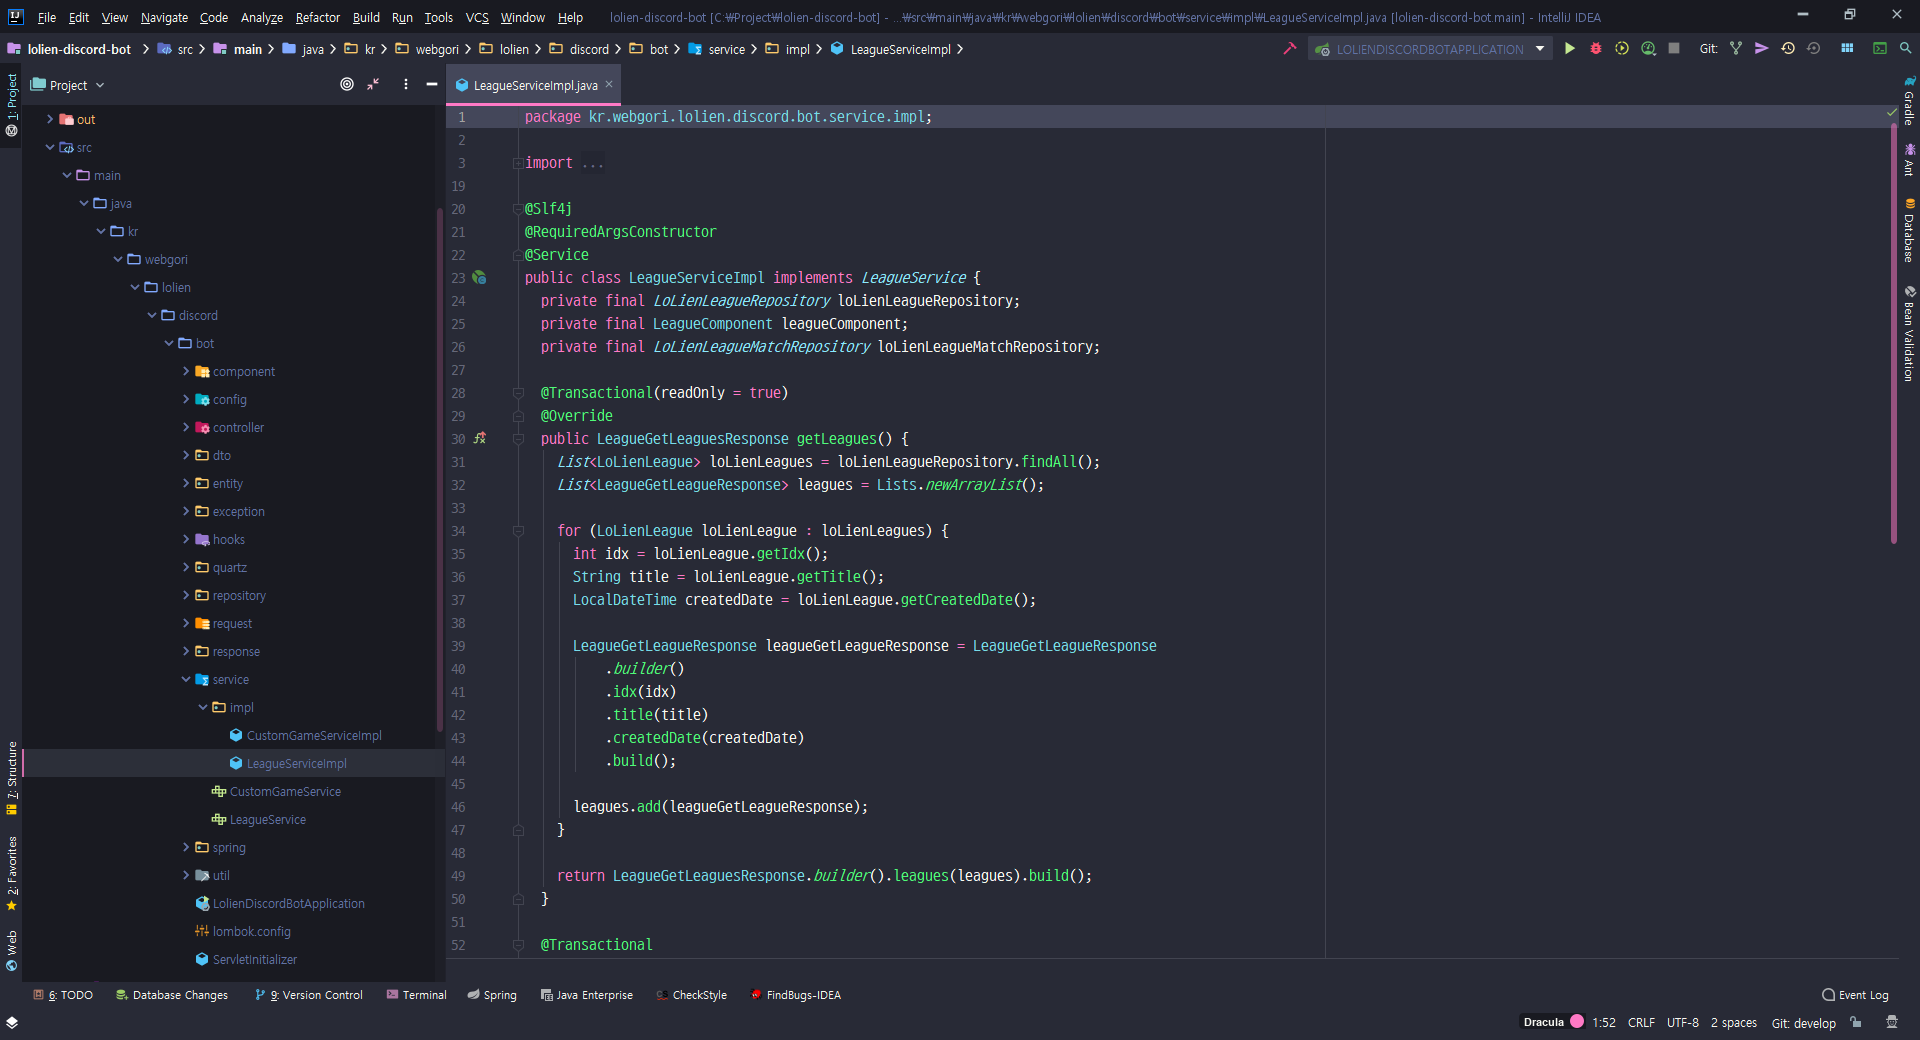 File Edit View Navigate Code Analyze Refactor Build Run Tools VCS Window Help lolien-discord-bot [C:₩Project₩lolien-discord-bot] - ...₩src₩main₩java₩kr₩webgori₩lolien₩discord₩bot₩service₩impl₩LeagueServiceImpl.java [lolien-discord-bot.main] - IntelliJ IDEA
lolien-discord-bot src main java kr webgori lolien discord bot service impl LeagueServiceImpl LOLIENDISCORDBOTAPPLICATION Git:
Project
LeagueServiceImpl.java
1: Project
7: Structure
2: Favorites
Web
out
src
main
java
kr
webgori
lolien
discord
bot
component
config
controller
dto
entity
exception
hooks
quartz
repository
request
response
service
impl
CustomGameServiceImpl
LeagueServiceImpl
CustomGameService
LeagueService
spring
util
LolienDiscordBotApplication
lombok.config
ServletInitializer
1 package kr.webgori.lolien.discord.bot.service.impl;
2
3 import ...
19
20 @Slf4j
21 @RequiredArgsConstructor
22 @Service
23 public class LeagueServiceImpl implements LeagueService {
24 private final LoLienLeagueRepository loLienLeagueRepository;
25 private final LeagueComponent leagueComponent;
26 private final LoLienLeagueMatchRepository loLienLeagueMatchRepository;
27
28 @Transactional(readOnly = true)
29 @Override
30 public LeagueGetLeaguesResponse getLeagues() {
31 List<LoLienLeague> loLienLeagues = loLienLeagueRepository.findAll();
32 List<LeagueGetLeagueResponse> leagues = Lists.newArrayList();
33
34 for (LoLienLeague loLienLeague : loLienLeagues) {
35 int idx = loLienLeague.getIdx();
36 String title = loLienLeague.getTitle();
37 LocalDateTime createdDate = loLienLeague.getCreatedDate();
38
39 LeagueGetLeagueResponse leagueGetLeagueResponse = LeagueGetLeagueResponse
40 .builder()
41 .idx(idx)
42 .title(title)
43 .createdDate(createdDate)
44 .build();
45
46 leagues.add(leagueGetLeagueResponse);
47 }
48
49 return LeagueGetLeaguesResponse.builder().leagues(leagues).build();
50 }
51
52 @Transactional
Gradle
Ant
Database
Bean Validation
6: TODO Database Changes 9: Version Control Terminal Spring Java Enterprise CheckStyle FindBugs-IDEA Event Log
Dracula 1:52 CRLF UTF-8 2 spaces Git: develop